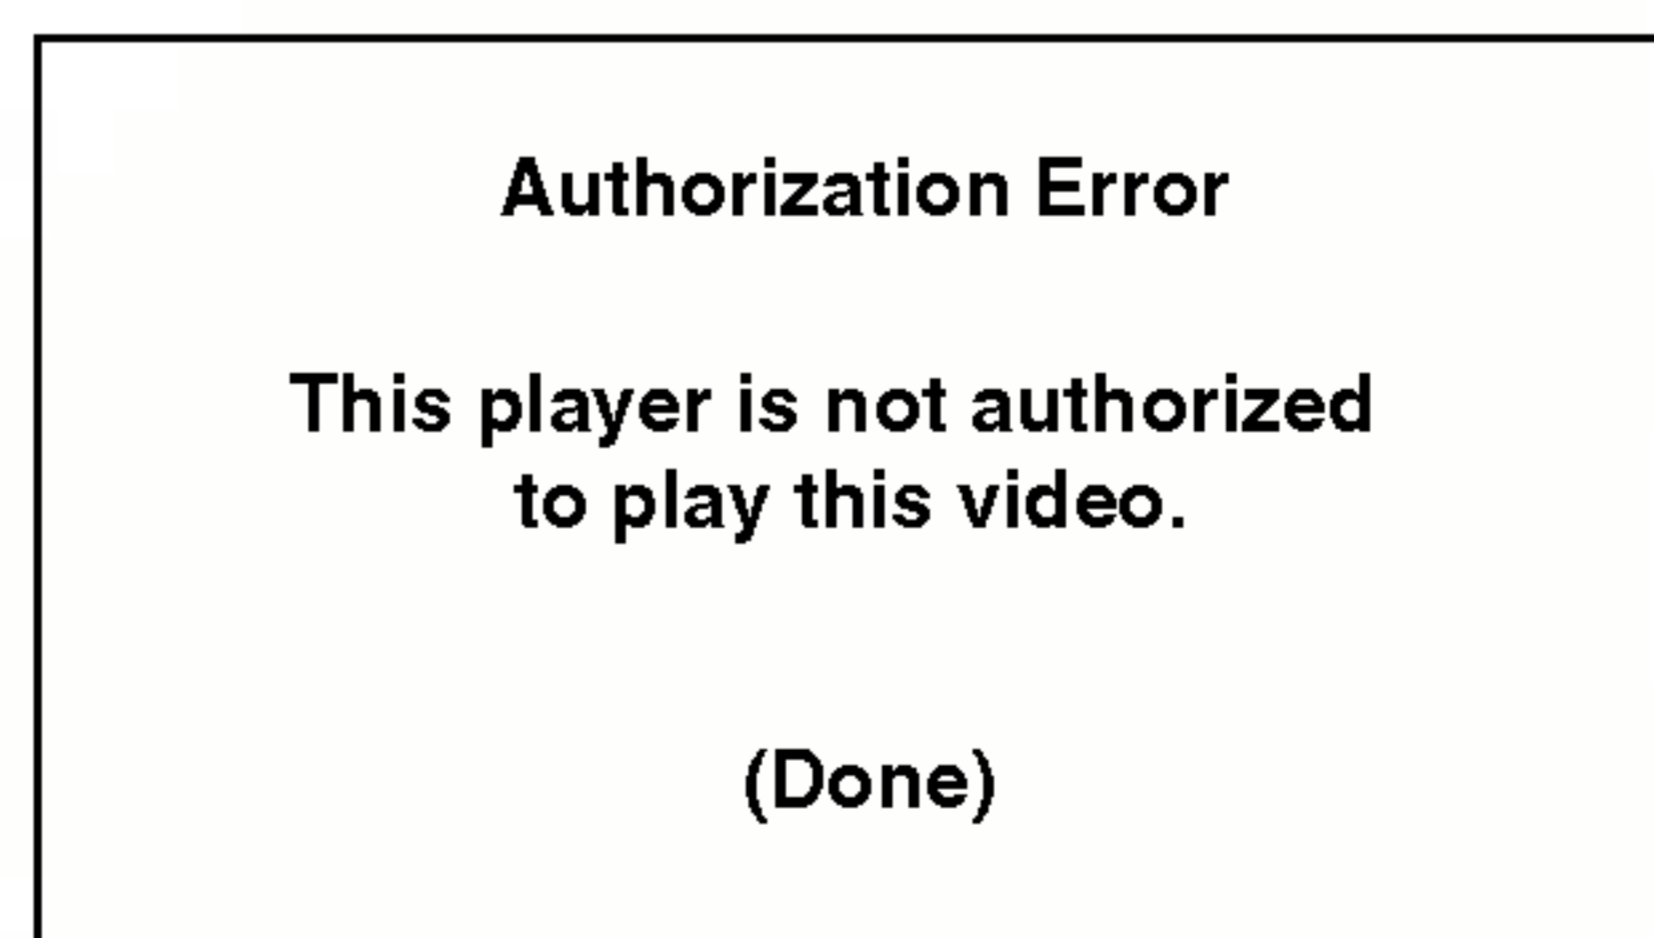 Authorization Error
This player is not authorized
to play this video.
(Done)